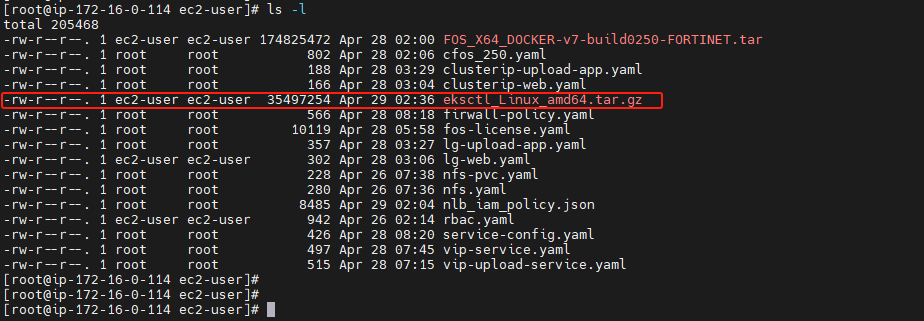 [root@ip-172-16-0-114 ec2-user]# ls -l
total 205468
-rw-r--r--. 1 ec2-user ec2-user 174825472 Apr 28 02:00 FOS_X64_DOCKER-v7-build0250-FORTINET.tar
-rw-r--r--. 1 root     root           802 Apr 28 02:06 cfos_250.yaml
-rw-r--r--. 1 root     root           188 Apr 28 03:29 clusterip-upload-app.yaml
-rw-r--r--. 1 root     root           166 Apr 28 03:04 clusterip-web.yaml
-rw-r--r--. 1 ec2-user ec2-user  35497254 Apr 29 02:36 eksctl_Linux_amd64.tar.gz
-rw-r--r--. 1 root     root           566 Apr 28 08:18 firwall-policy.yaml
-rw-r--r--. 1 root     root         10119 Apr 28 05:58 fos-license.yaml
-rw-r--r--. 1 root     root           357 Apr 28 03:27 lg-upload-app.yaml
-rw-r--r--. 1 ec2-user ec2-user       302 Apr 28 03:06 lg-web.yaml
-rw-r--r--. 1 root     root           228 Apr 26 07:38 nfs-pvc.yaml
-rw-r--r--. 1 root     root           280 Apr 26 07:36 nfs.yaml
-rw-r--r--. 1 root     root          8485 Apr 29 02:04 nlb_iam_policy.json
-rw-r--r--. 1 ec2-user ec2-user       942 Apr 26 02:14 rbac.yaml
-rw-r--r--. 1 root     root           426 Apr 28 08:20 service-config.yaml
-rw-r--r--. 1 root     root           497 Apr 28 07:45 vip-service.yaml
-rw-r--r--. 1 root     root           515 Apr 28 07:15 vip-upload-service.yaml
[root@ip-172-16-0-114 ec2-user]#
[root@ip-172-16-0-114 ec2-user]#
[root@ip-172-16-0-114 ec2-user]#